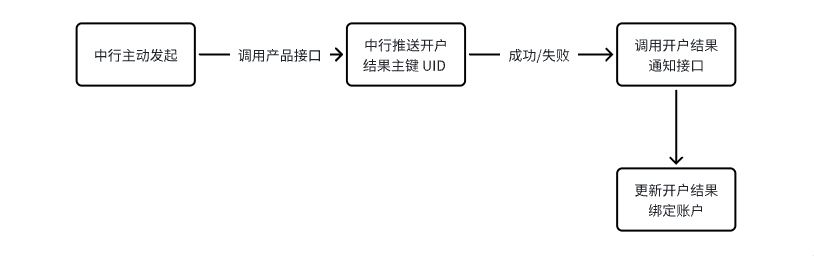 中行主动发起
调用产品接口
中行推送开户
结果主键 UID
成功/失败
调用开户结果
通知接口
更新开户结果
绑定账户